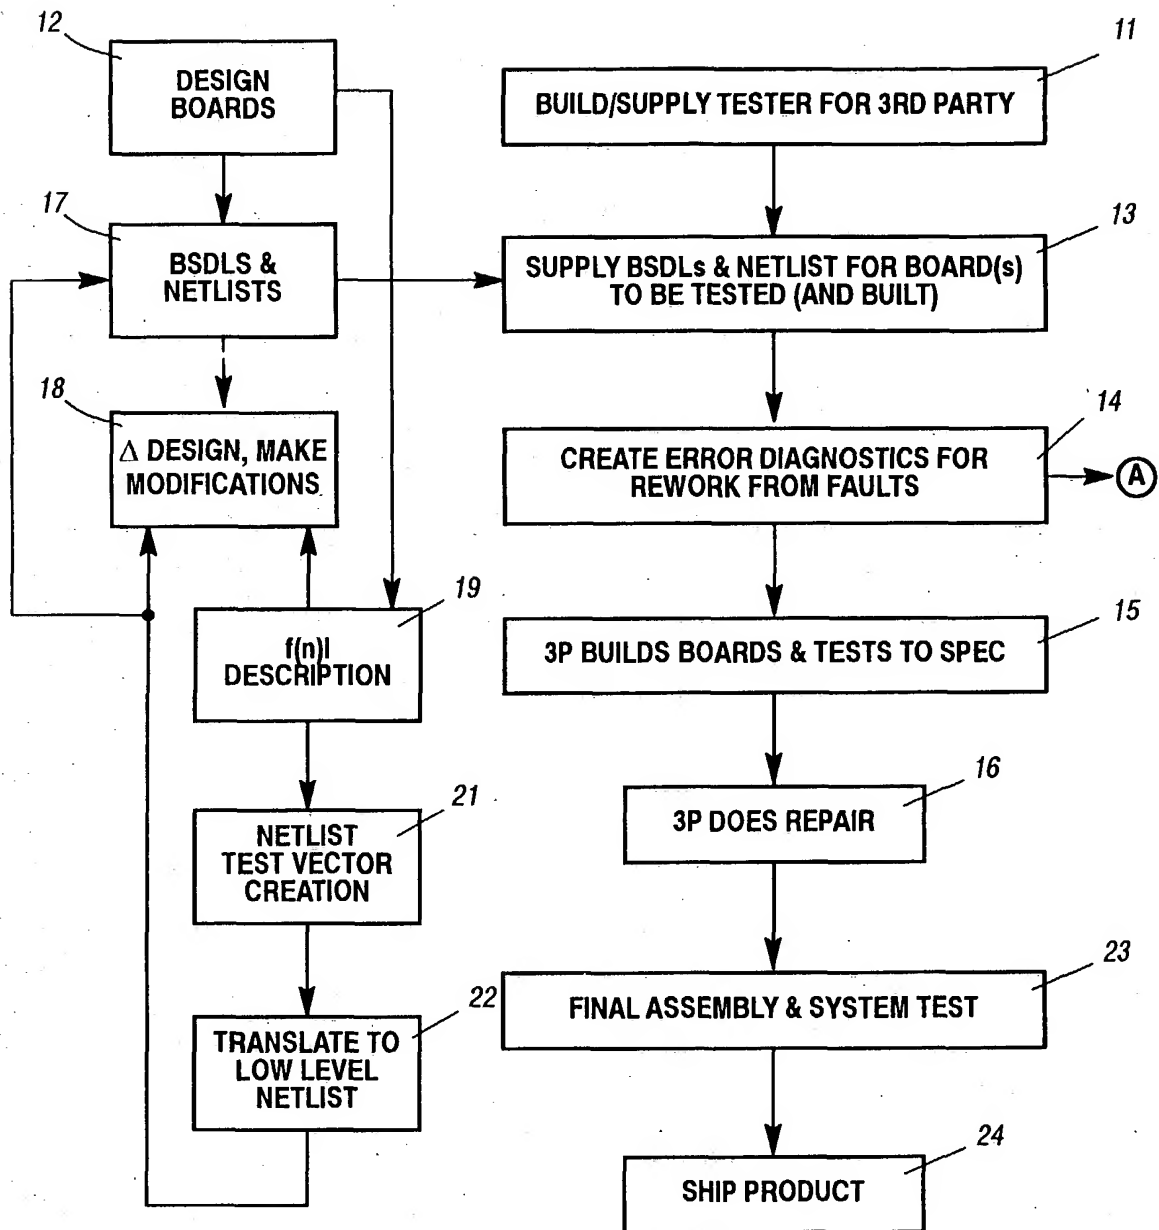 12
DESIGN
BOARDS
11
BUILD/SUPPLY TESTER FOR 3RD PARTY
17
BSDLS &
NETLISTS
13
SUPPLY BSDLs & NETLIST FOR BOARD(s)
TO BE TESTED (AND BUILT)
18
Δ DESIGN, MAKE
MODIFICATIONS
14
CREATE ERROR DIAGNOSTICS FOR
REWORK FROM FAULTS
A
19
f(n)l
DESCRIPTION
15
3P BUILDS BOARDS & TESTS TO SPEC
21
NETLIST
TEST VECTOR
CREATION
16
3P DOES REPAIR
22
TRANSLATE TO
LOW LEVEL
NETLIST
23
FINAL ASSEMBLY & SYSTEM TEST
24
SHIP PRODUCT